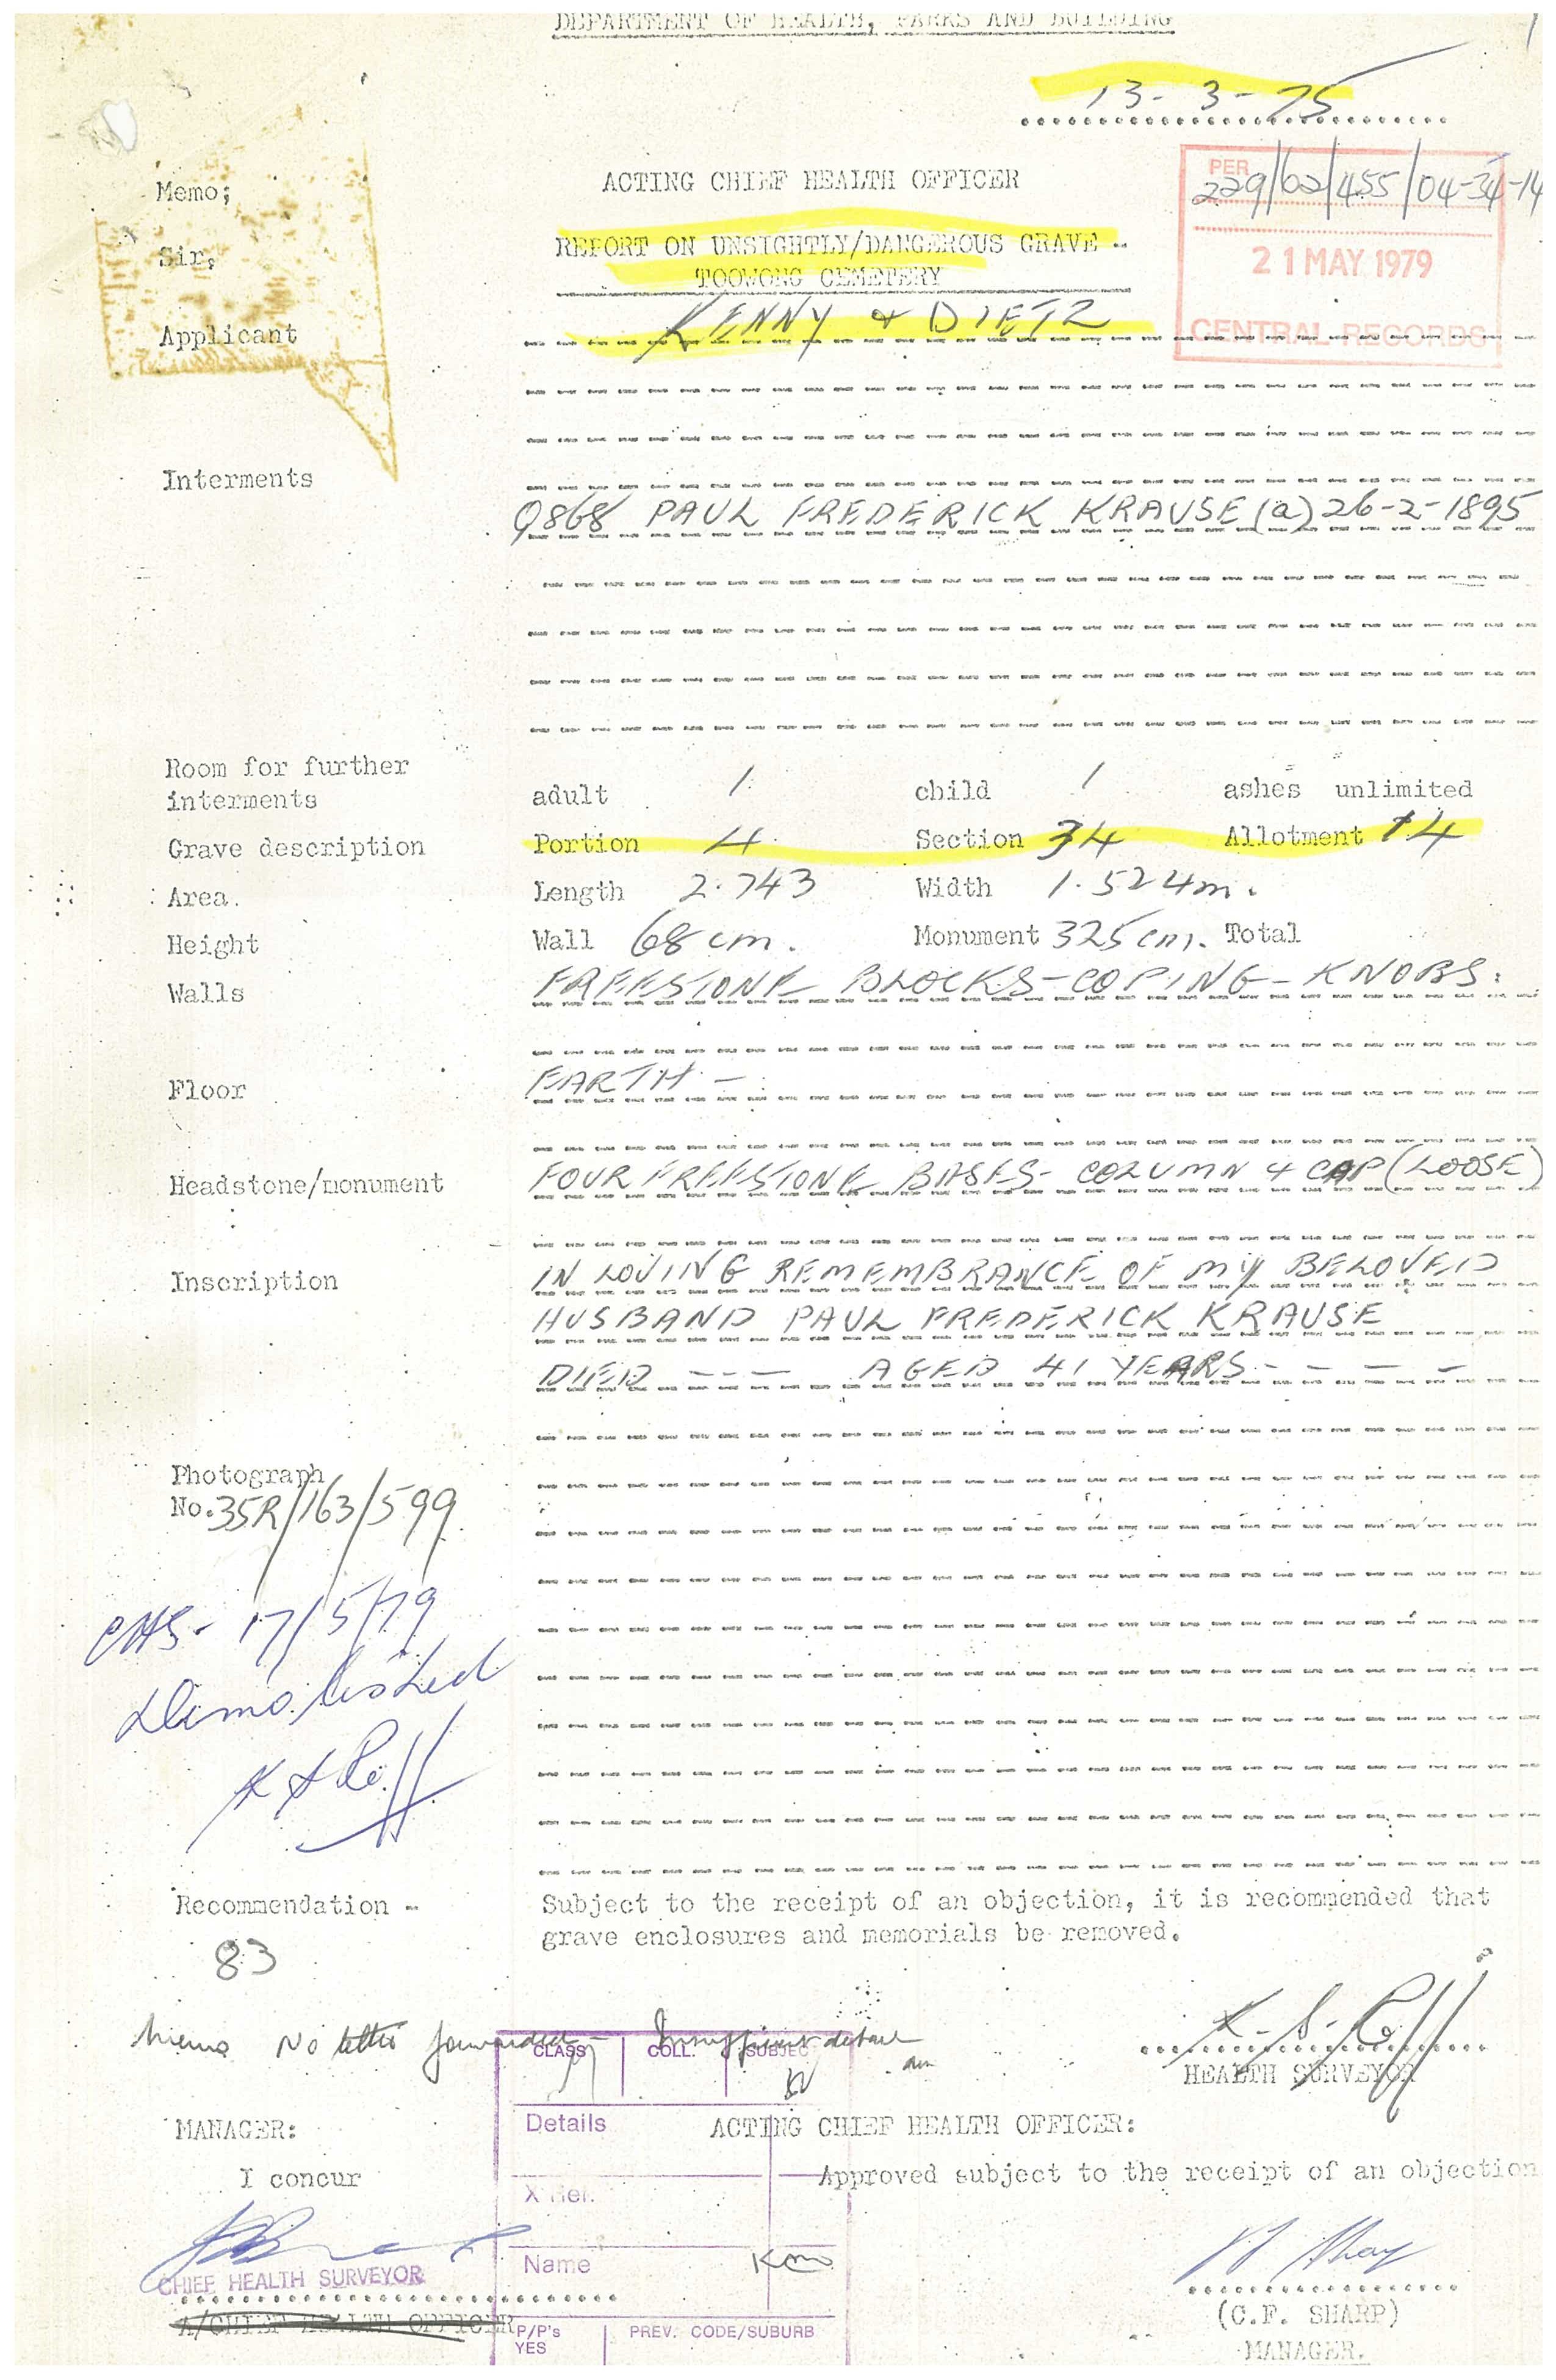 DEPARTMENT OF HEALTH, PARKS AND BUILDING
13-3-75
Memo;
ACTING CHIEF HEALTH OFFICER
PER
229/02/455/04-34-14
Sir,
REPORT ON UNSIGHTLY/DANGEROUS GRAVE -
TOOWONG CEMETERY
21 MAY 1979
CENTRAL RECORDS
Applicant KENNY & DIETZ
Interments
9868 PAUL FREDERICK KRAUSE (a) 26-2-1895
Room for further
interments adult 1 child 1 ashes unlimited
Grave description Portion 4 Section 34 Allotment 14
Area. Length 2.743 Width 1.524m.
Height Wall 68cm. Monument 325cm. Total
Walls FREESTONE BLOCKS-COPING-KNOBS.
Floor EARTH -
Headstone/monument FOUR FREESTONE BASES- COLUMN & CAP (LOOSE)
Inscription IN LOVING REMEMBRANCE OF MY BELOVED
HUSBAND PAUL FREDERICK KRAUSE
DIED --- AGED 41 YEARS - - - -
Photograph
No. 35R/163/599
CHS- 17/5/79
Demolished
Recommendation - Subject to the receipt of an objection, it is recommended that
grave enclosures and memorials be removed.
83
Memo No letter forwarded - Insufficient detail
HEALTH SURVEYOR
CLASS COLL. SUBJECT
Details
X Ref.
Name
P/P's
YES
PREV. CODE/SUBURB
MANAGER: ACTING CHIEF HEALTH OFFICER:
I concur Approved subject to the receipt of an objection
CHIEF HEALTH SURVEYOR
A/CHIEF HEALTH OFFICER
(C.F. SHARP)
MANAGER.